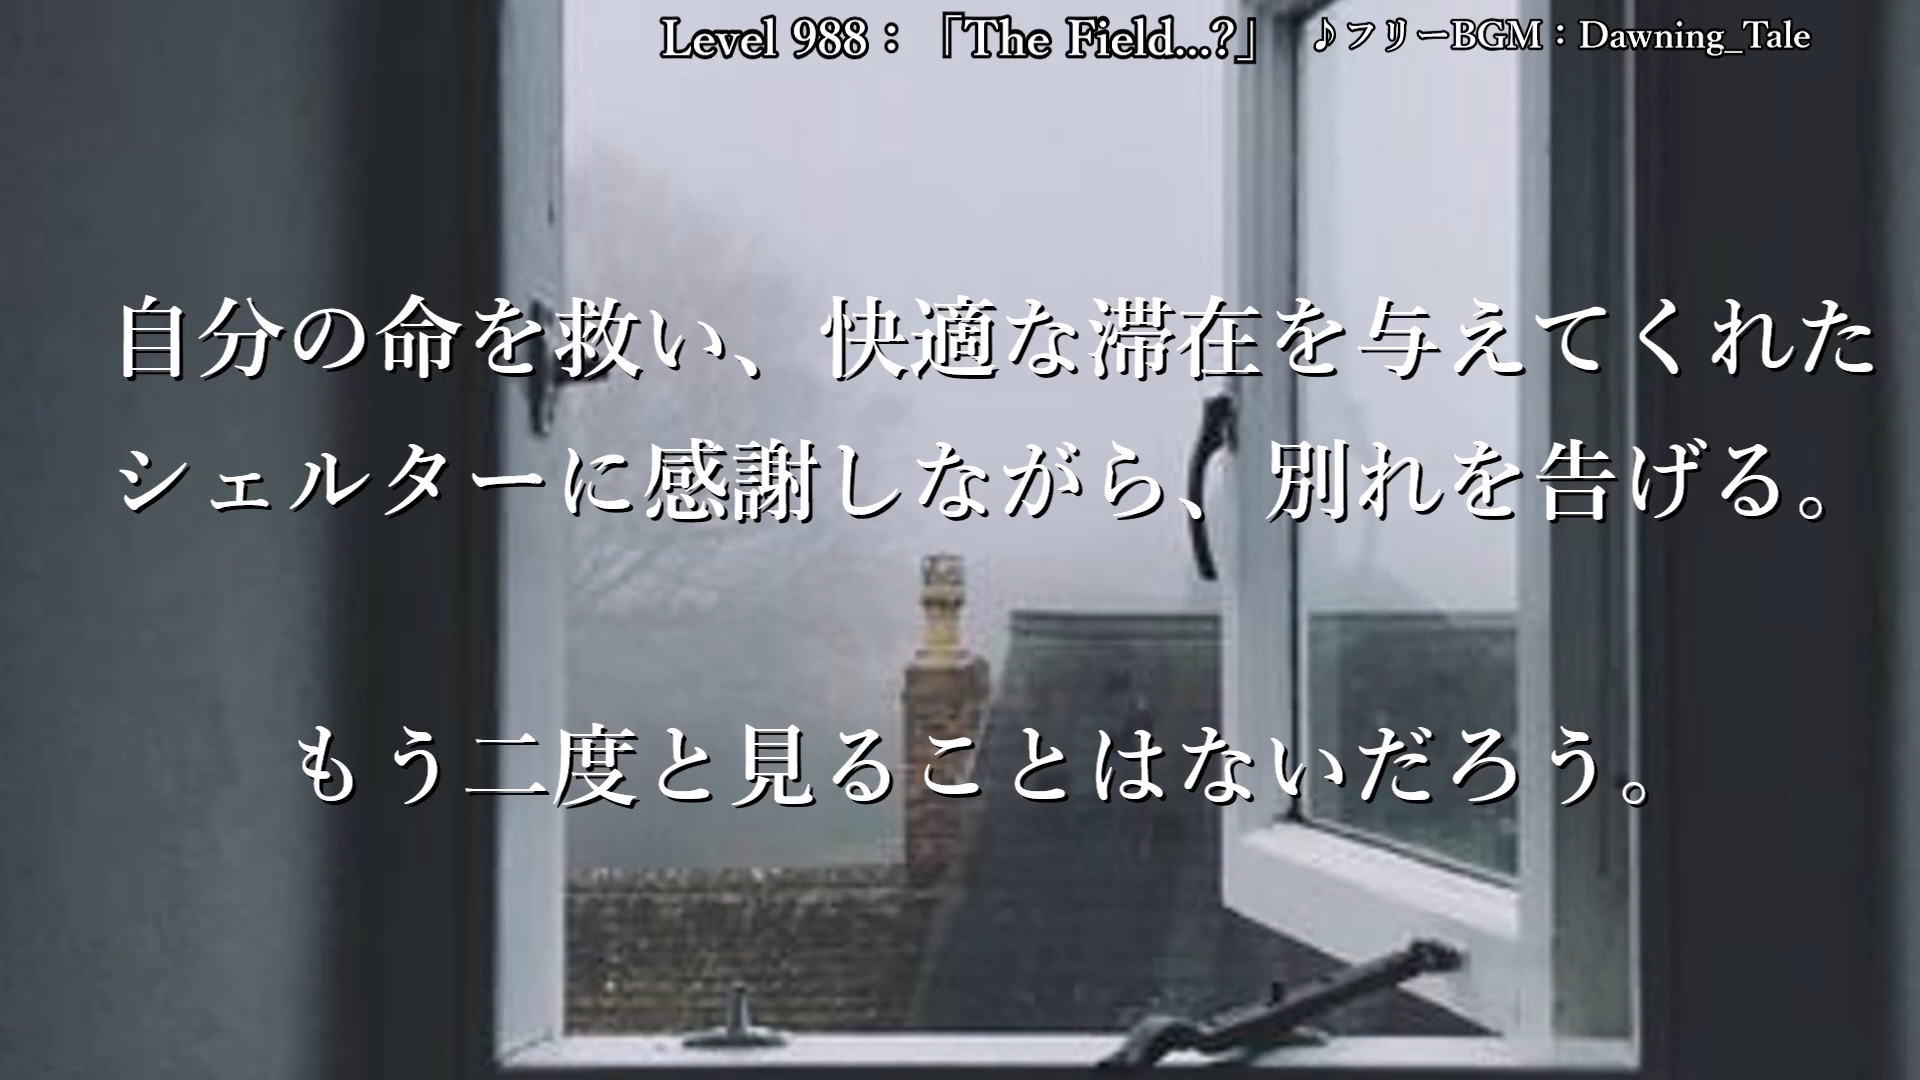 Level 988：「The Field...?」 ♪フリーBGM：Dawning_Tale
自分の命を救い、快適な滞在を与えてくれた
シェルターに感謝しながら、別れを告げる。
もう二度と見ることはないだろう。